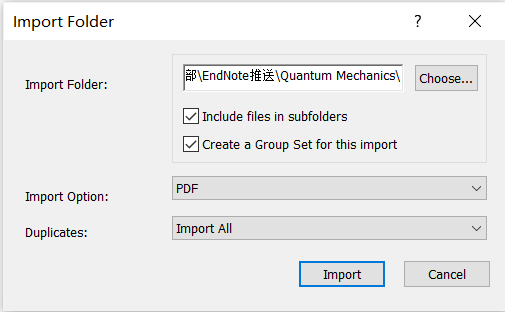 Import Folder
Import Folder:
部\EndNote推送\Quantum Mechanics\
Choose...
Include files in subfolders
Create a Group Set for this import
Import Option:
PDF
Duplicates:
Import All
Import
Cancel